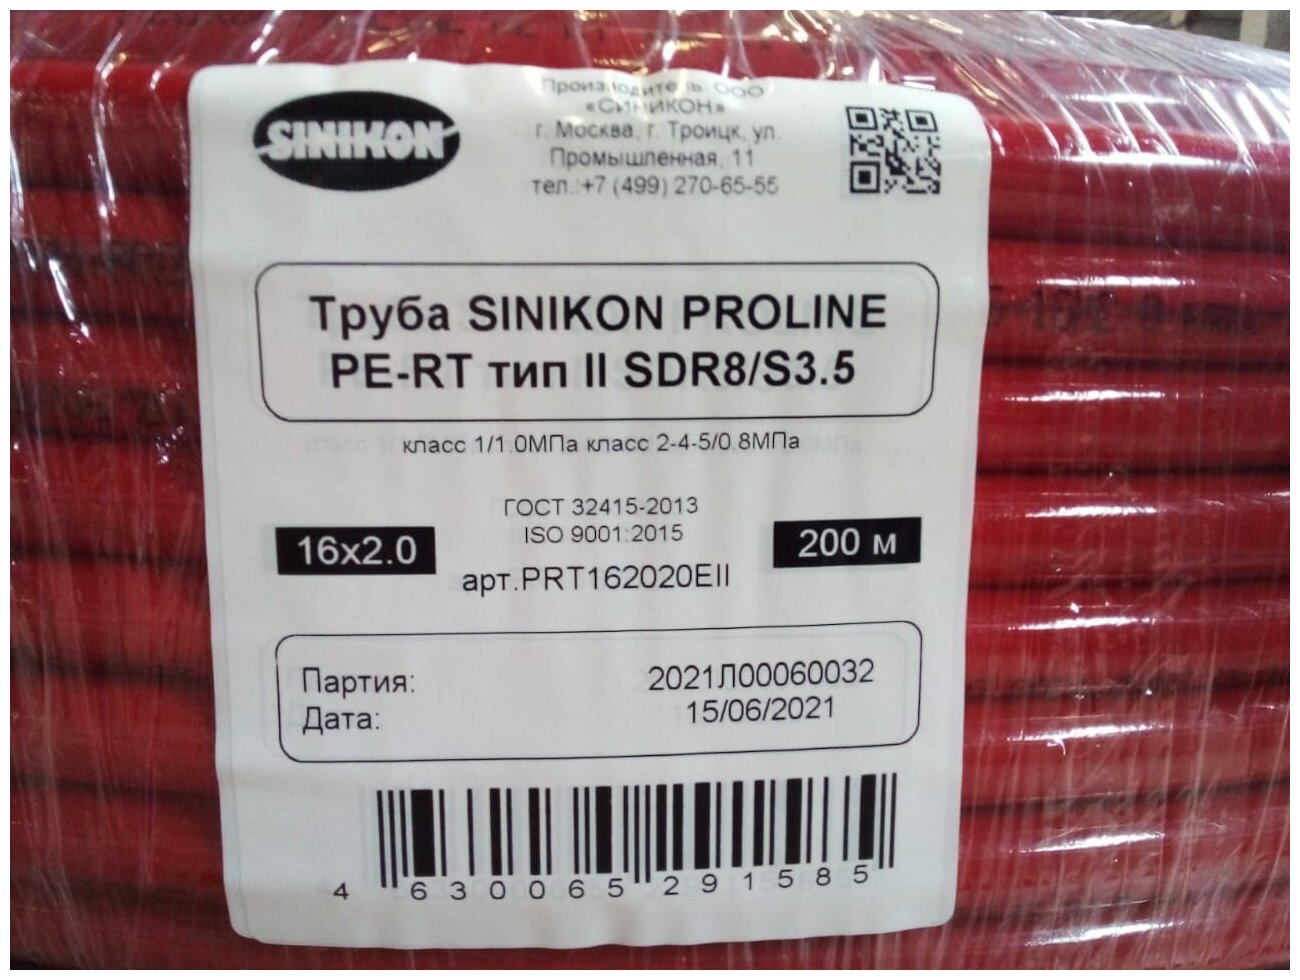 SINIKON
Производитель: ООО
«СИНИКОН»
г. Москва, г. Троицк, ул.
Промышленная, 11
тел.:+7 (499) 270-65-55
Труба SINIKON PROLINE
PE-RT тип II SDR8/S3.5
класс 1/1.0МПа класс 2-4-5/0.8МПа
ГОСТ 32415-2013
ISO 9001:2015
16x2.0
200 м
арт.PRT162020EII
Партия: 2021Л00060032
Дата: 15/06/2021
4 630065 291585